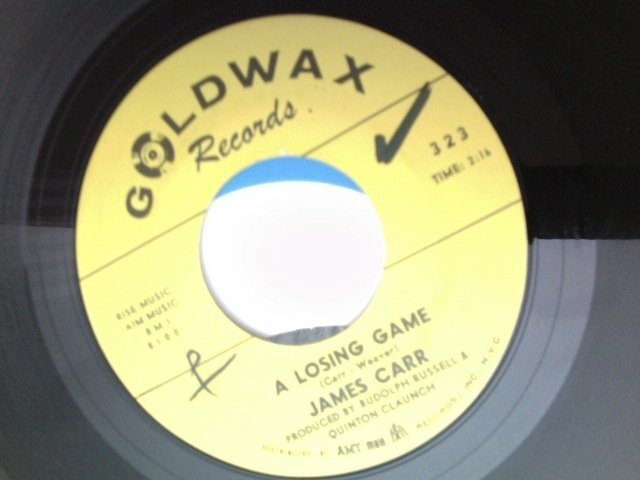 GOLDWAX
Records.
323
TIME: 2:16
RISE MUSIC
AIM MUSIC
B M I
A LOSING GAME
(Carr - Weaver)
JAMES CARR
PRODUCED BY RUDOLPH RUSSELL &
QUINTON CLAUNCH